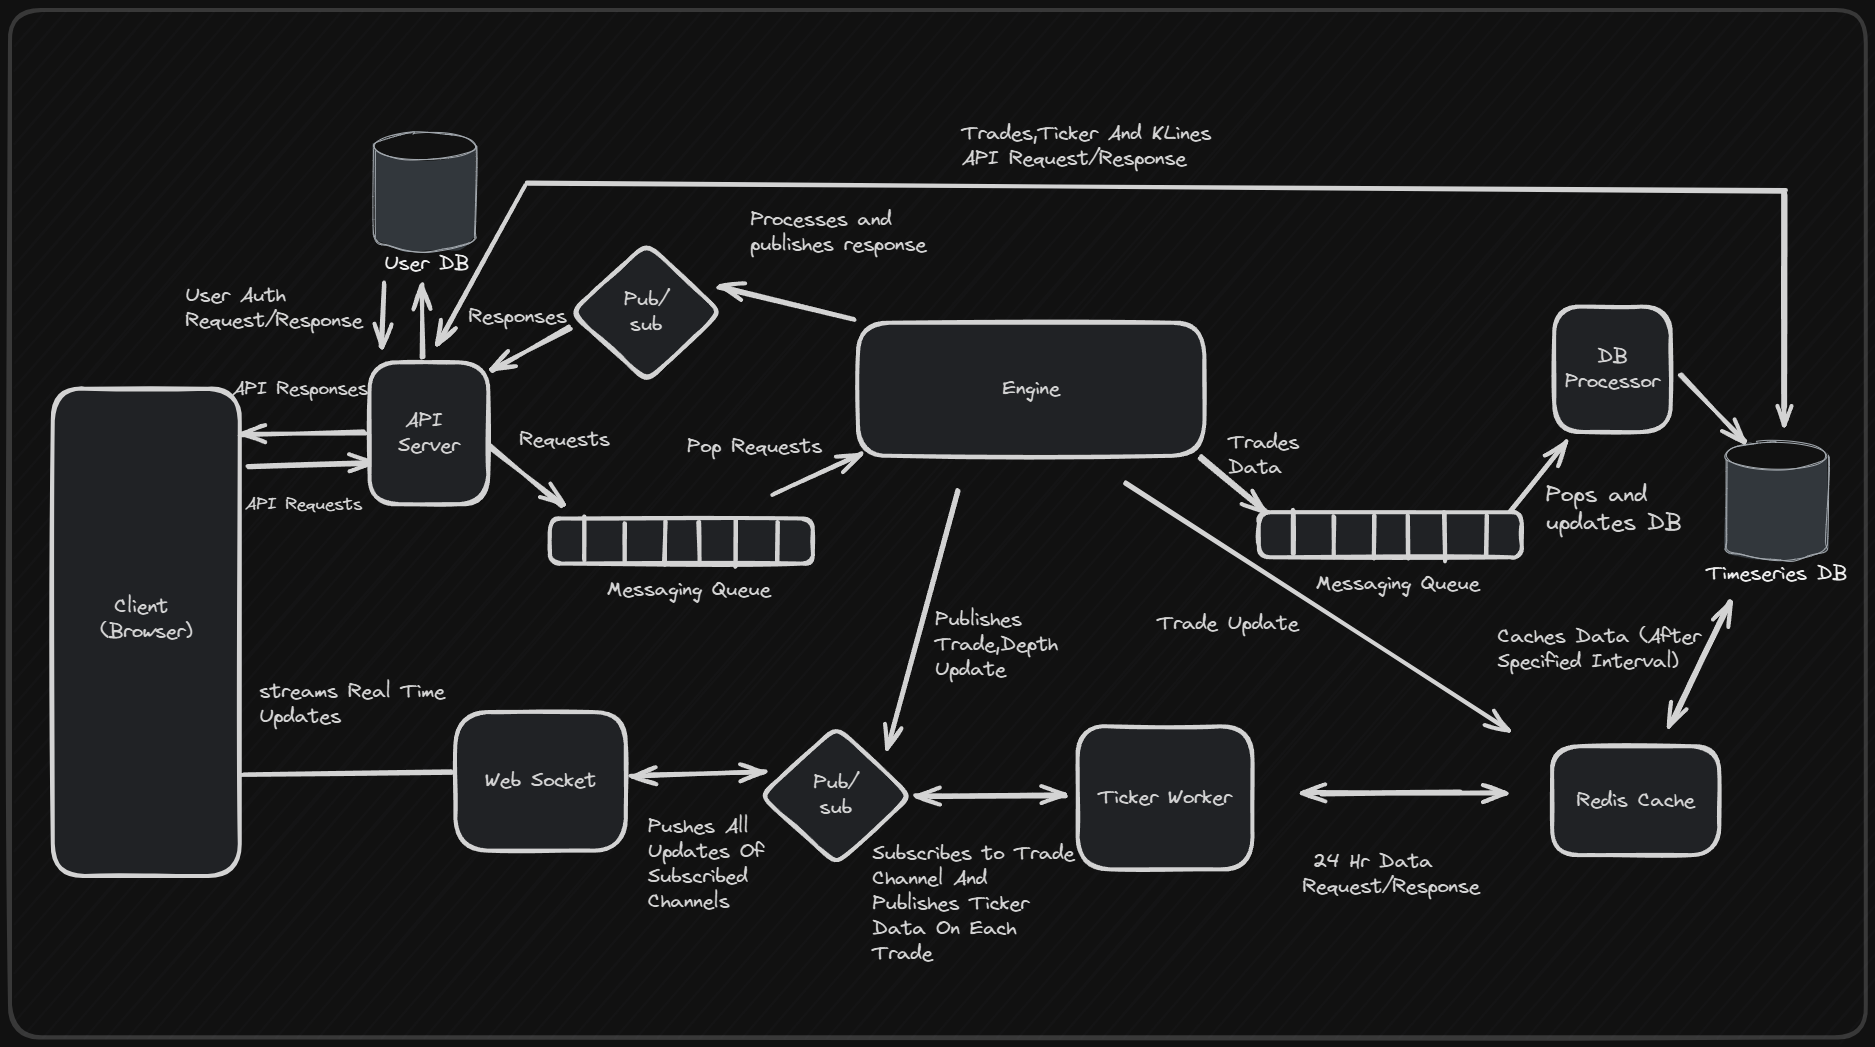 Trades,Ticker And KLines
API Request/Response
Processes and
publishes response
User DB
User Auth
Request/Response
Responses
Pub/
sub
API Responses
API
Server
API Requests
Requests
Pop Requests
Engine
Messaging Queue
Trades
Data
DB
Processor
Pops and
updates DB
Messaging Queue
Timeseries DB
Client
(Browser)
Publishes
Trade,Depth
Update
Trade Update
Caches Data (After
Specified Interval)
streams Real Time
Updates
Web Socket
Pub/
sub
Ticker Worker
Redis Cache
Pushes All
Updates Of
Subscribed
Channels
Subscribes to Trade
Channel And
Publishes Ticker
Data On Each
Trade
24 Hr Data
Request/Response